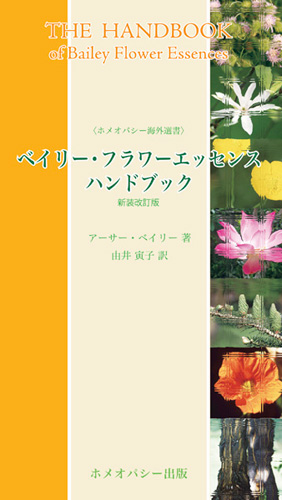 THE HANDBOOK
of Bailey Flower Essences
〈ホメオパシー海外選書〉
ベイリー・フラワーエッセンス
ハンドブック
新装改訂版
アーサー・ベイリー 著
由井 寅子 訳
ホメオパシー出版